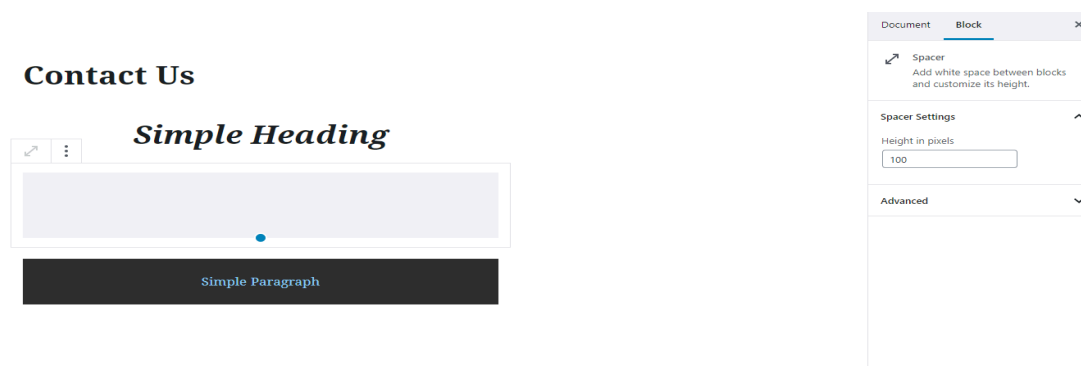 Contact Us
Simple Heading
Simple Paragraph
Document Block
Spacer
Add white space between blocks
and customize its height.
Spacer Settings
Height in pixels
100
Advanced